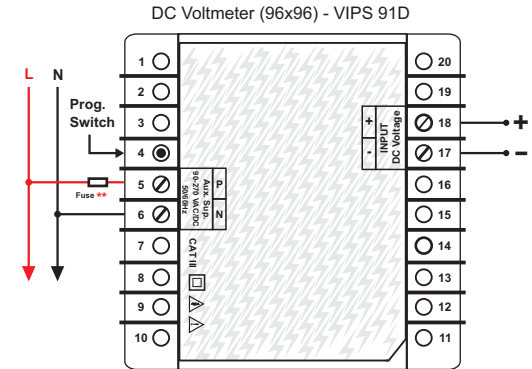 DC Voltmeter (96x96) - VIPS 91D
L N
Prog.
Switch
Fuse **
1
2
3
4
5
6
7
8
9
10
P
N
Aux. Sup.
90-270 VAC/DC
50/60Hz
CAT III
+
-
INPUT
DC Voltage
20
19
18
17
16
15
14
13
12
11
+
-